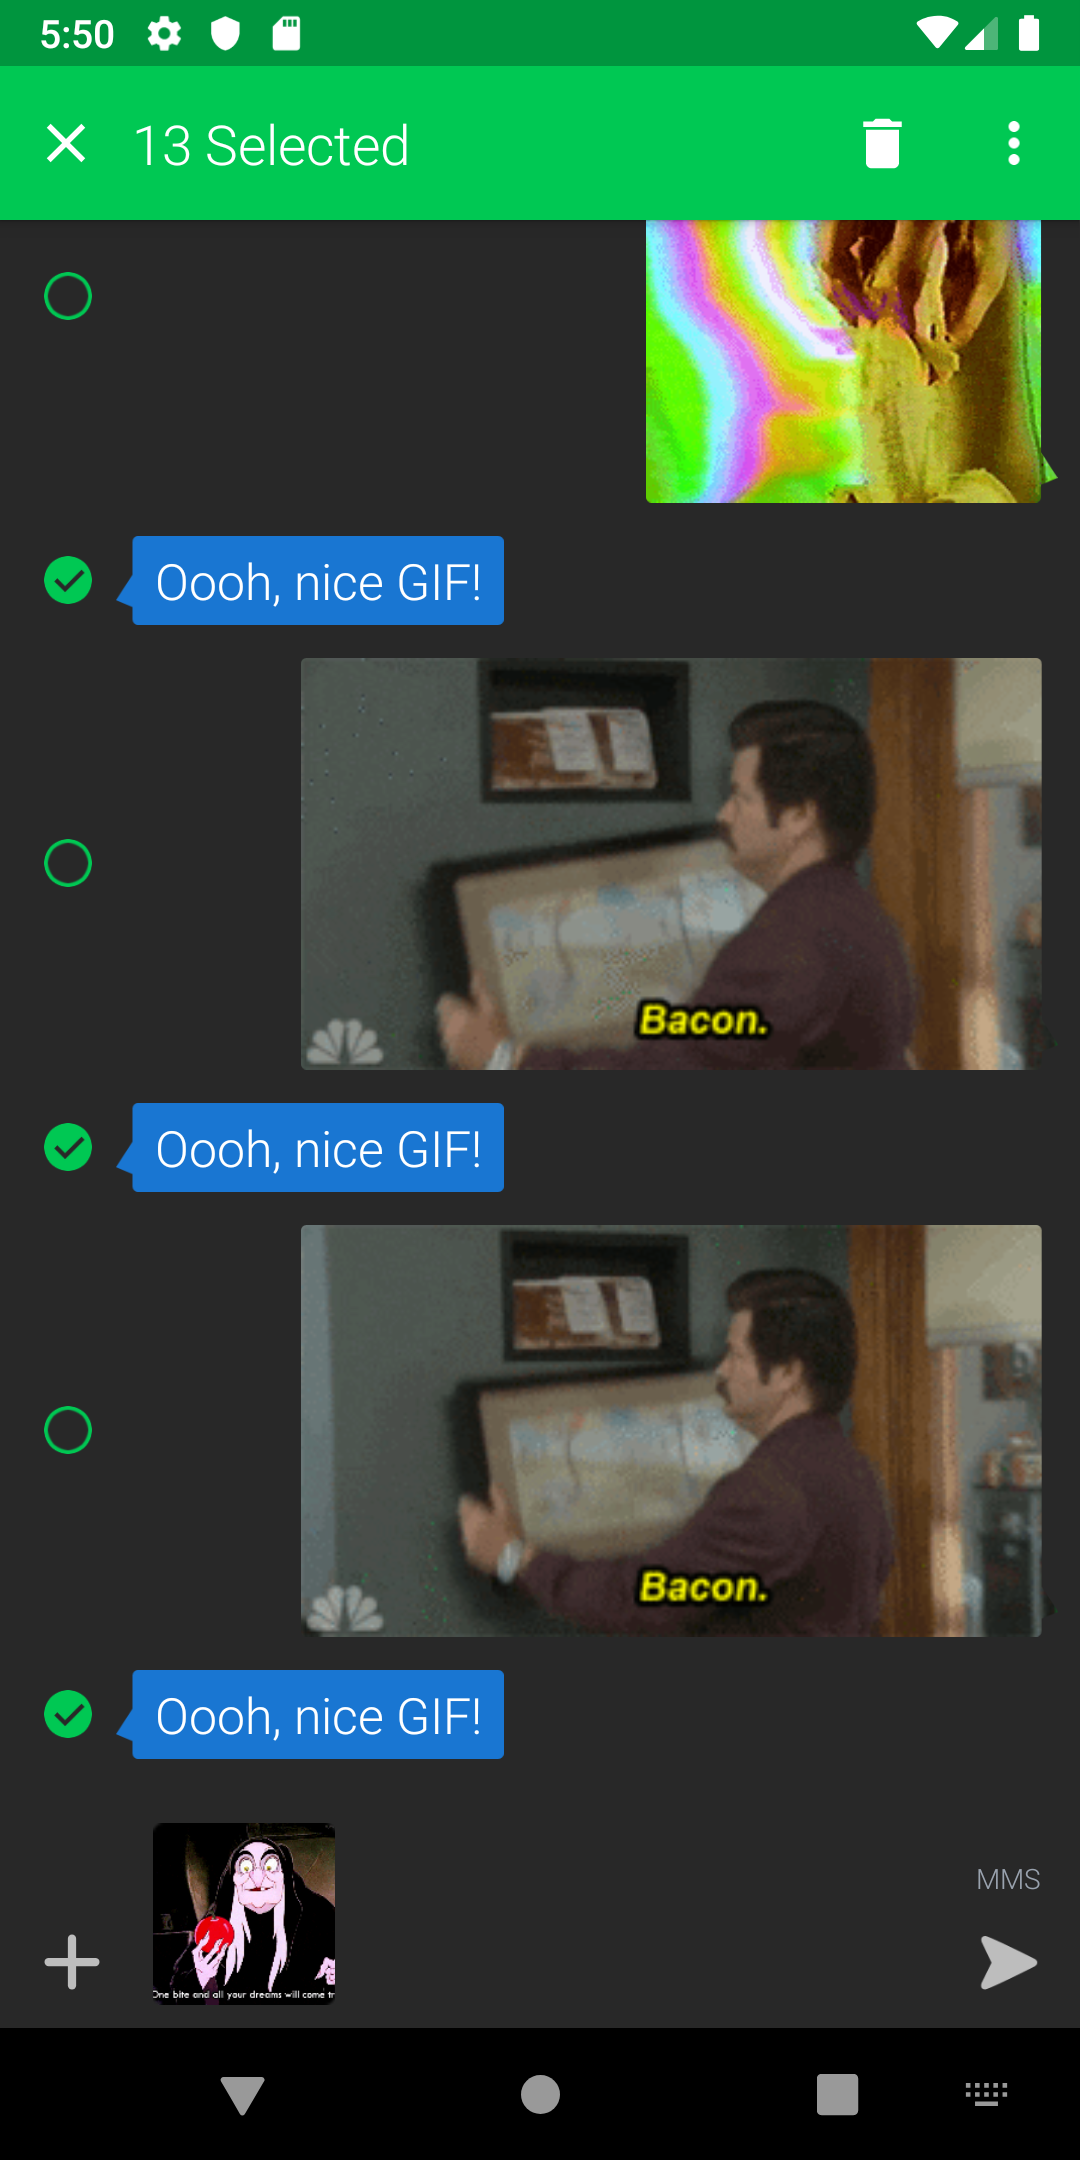 5:50
13 Selected
Oooh, nice GIF!
Bacon.
Oooh, nice GIF!
Bacon.
Oooh, nice GIF!
One bite and all your dreams will come tr
MMS